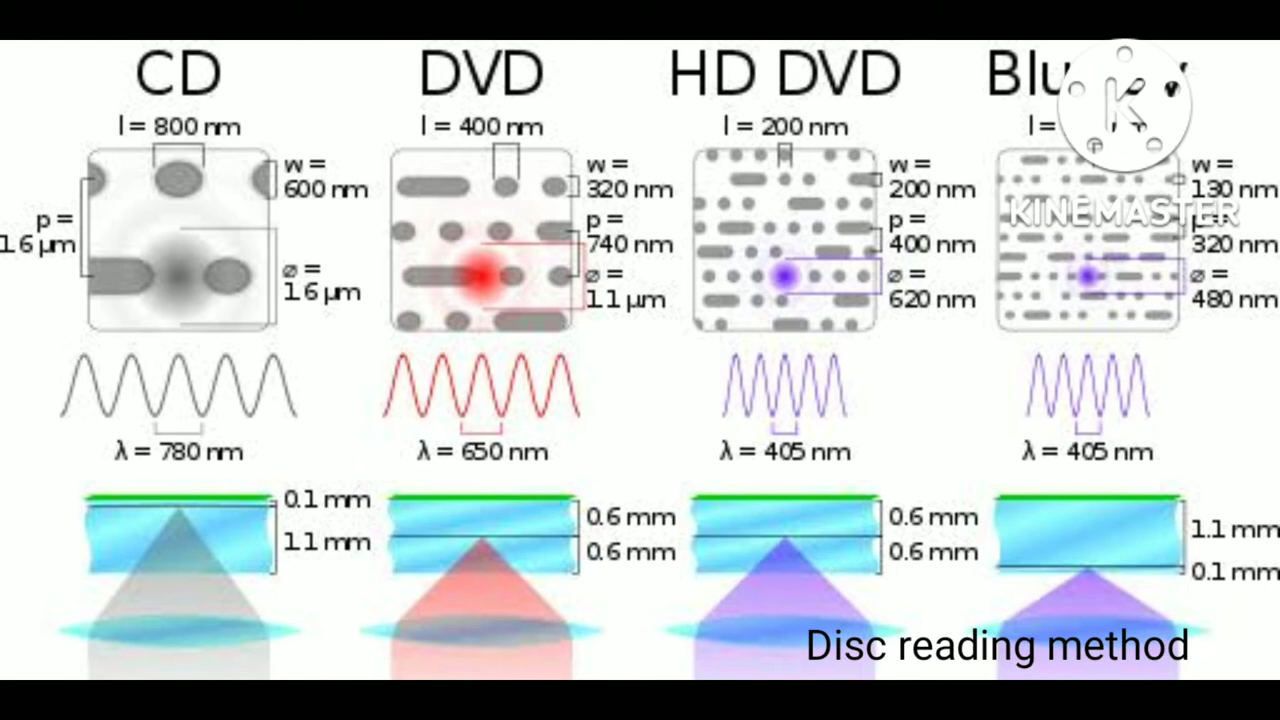 CD
l = 800 nm
w =
600 nm
p =
1.6 µm
⌀ =
1.6 µm
λ = 780 nm
0.1 mm
1.1 mm
DVD
l = 400 nm
w =
320 nm
p =
740 nm
⌀ =
1.1 µm
λ = 650 nm
0.6 mm
0.6 mm
HD DVD
l = 200 nm
w =
200 nm
p =
400 nm
⌀ =
620 nm
λ = 405 nm
0.6 mm
0.6 mm
l =
w =
130 nm
320 nm
⌀ =
480 nm
λ = 405 nm
1.1 mm
0.1 mm
K
KINEMASTER
Disc reading method